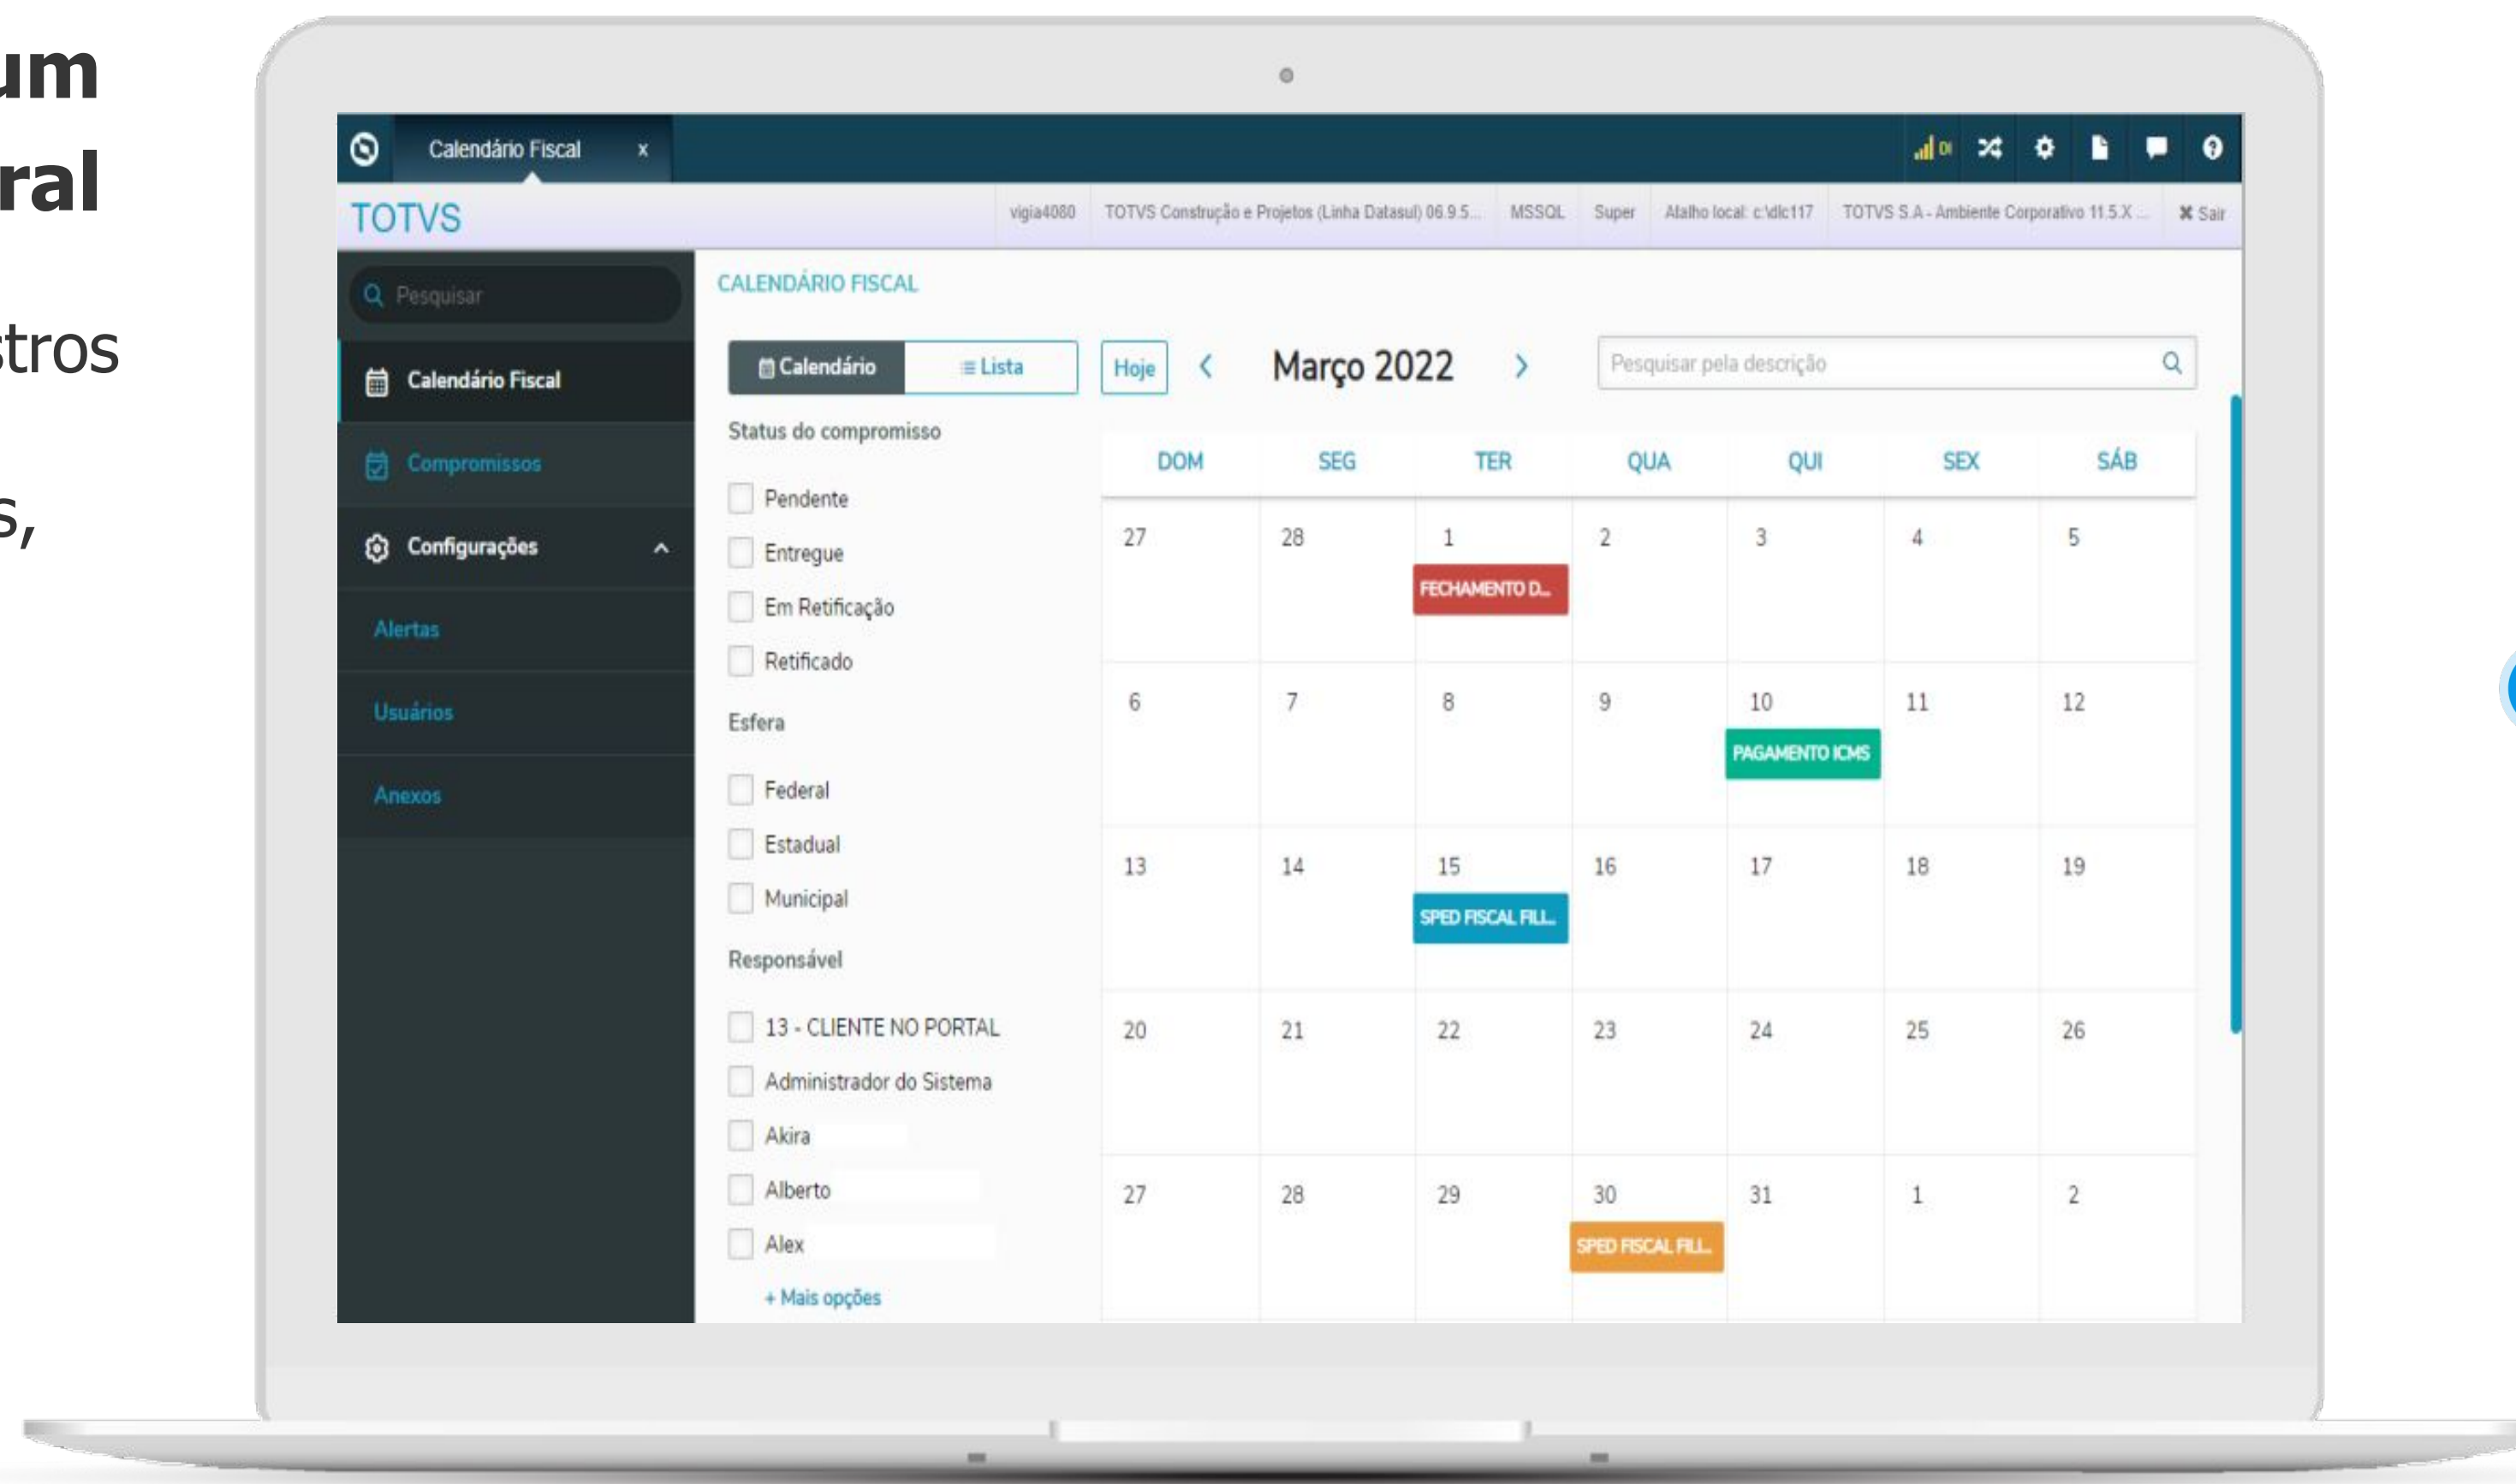 um
ral
stros
s,
Calendário Fiscal x
TOTVS
vigia4080 TOTVS Construção e Projetos (Linha Datasul) 06.9.5... MSSQL Super Atalho local: c:\dlc117 TOTVS S.A - Ambiente Corporativo 11.5.X ... Sair
Pesquisar
Calendário Fiscal
Compromissos
Configurações
Alertas
Usuários
Anexos
CALENDÁRIO FISCAL
Calendário Lista
Hoje < Março 2022 >
Pesquisar pela descrição
Status do compromisso
Pendente
Entregue
Em Retificação
Retificado
Esfera
Federal
Estadual
Municipal
Responsável
13 - CLIENTE NO PORTAL
Administrador do Sistema
Akira
Alberto
Alex
+ Mais opções
DOM SEG TER QUA QUI SEX SÁB
27 28 1 2 3 4 5
FECHAMENTO D...
6 7 8 9 10 11 12
PAGAMENTO ICMS
13 14 15 16 17 18 19
SPED FISCAL FILI...
20 21 22 23 24 25 26
27 28 29 30 31 1 2
SPED FISCAL FILI...